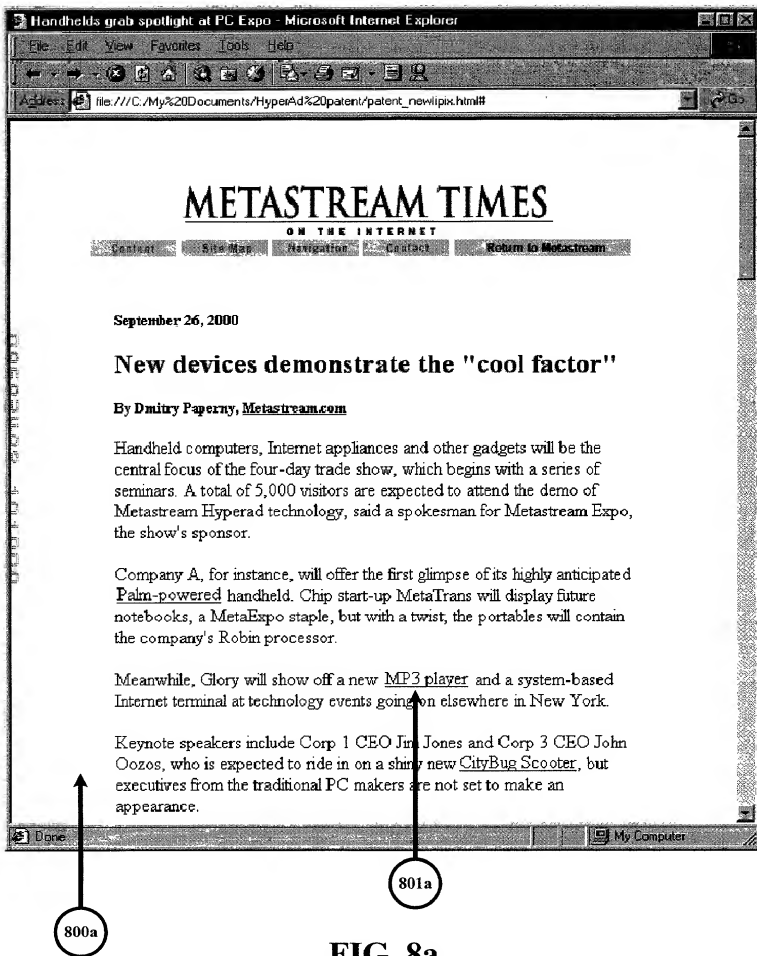 Handhelds grab spotlight at PC Expo - Microsoft Internet Explorer
File Edit View Favorites Tools Help
Address file:///C:/My%20Documents/HyperAd%20patent/patent_newlipix.html# Go
METASTREAM TIMES
ON THE INTERNET
Content Site Map Navigation Contact Return to Metastream
September 26, 2000
New devices demonstrate the "cool factor"
By Dmitry Paperny, Metastream.com
Handheld computers, Internet appliances and other gadgets will be the
central focus of the four-day trade show, which begins with a series of
seminars. A total of 5,000 visitors are expected to attend the demo of
Metastream Hyperad technology, said a spokesman for Metastream Expo,
the show's sponsor.
Company A, for instance, will offer the first glimpse of its highly anticipated
Palm-powered handheld. Chip start-up MetaTrans will display future
notebooks, a MetaExpo staple, but with a twist, the portables will contain
the company's Robin processor.
Meanwhile, Glory will show off a new MP3 player and a system-based
Internet terminal at technology events going on elsewhere in New York.
Keynote speakers include Corp 1 CEO Jim Jones and Corp 3 CEO John
Oozos, who is expected to ride in on a shiny new CityBug Scooter, but
executives from the traditional PC makers are not set to make an
appearance.
Done My Computer
801a
800a
FIG. 8a